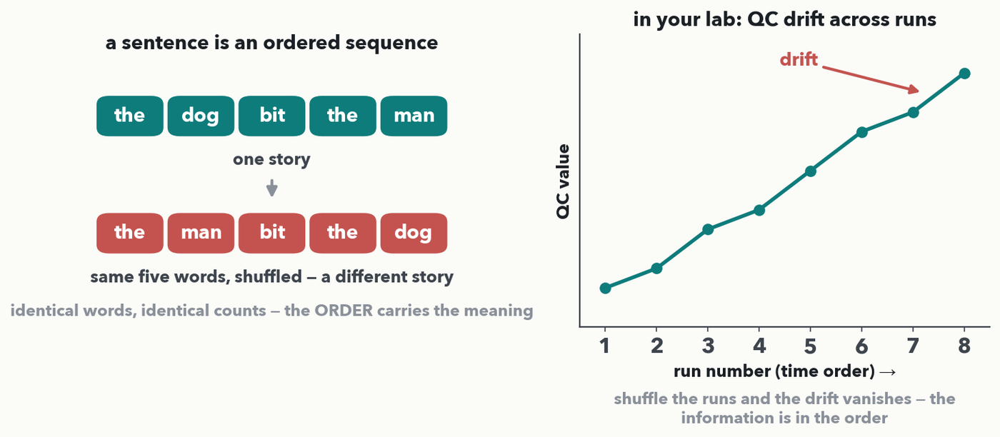 a sentence is an ordered sequence
the dog bit the man
one story
the man bit the dog
same five words, shuffled – a different story
identical words, identical counts – the ORDER carries the meaning
in your lab: QC drift across runs
drift
QC value
1 2 3 4 5 6 7 8
run number (time order) →
shuffle the runs and the drift vanishes – the
information is in the order